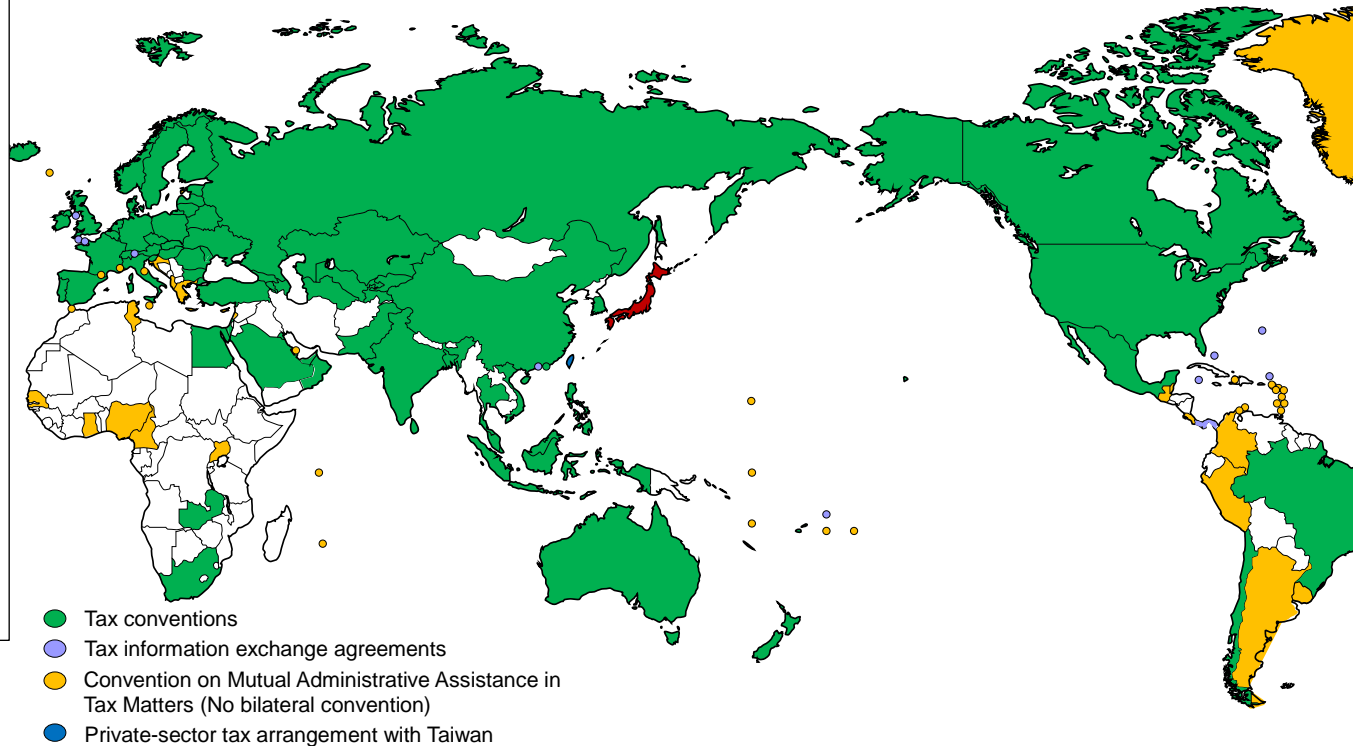 Tax conventions
Tax information exchange agreements
Convention on Mutual Administrative Assistance in
Tax Matters (No bilateral convention)
Private-sector tax arrangement with Taiwan